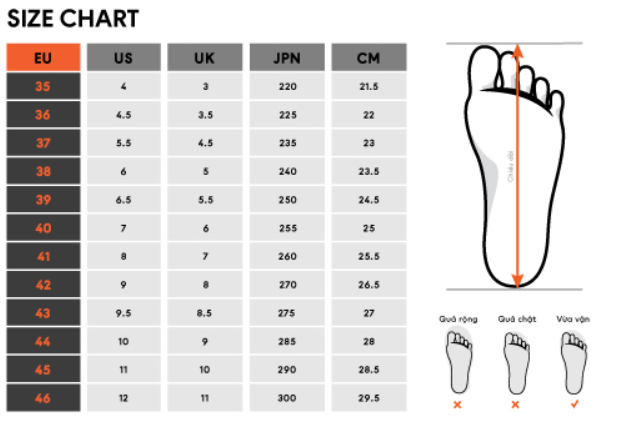 SIZE CHART
EU US UK JPN CM
35 4 3 220 21.5
36 4.5 3.5 225 22
37 5.5 4.5 235 23
38 6 5 240 23.5
39 6.5 5.5 250 24.5
40 7 6 255 25
41 8 7 260 25.5
42 9 8 270 26.5
43 9.5 8.5 275 27
44 10 9 285 28
45 11 10 290 28.5
46 12 11 300 29.5
Chiều dài
Quá rộng Quá chật Vừa vặn